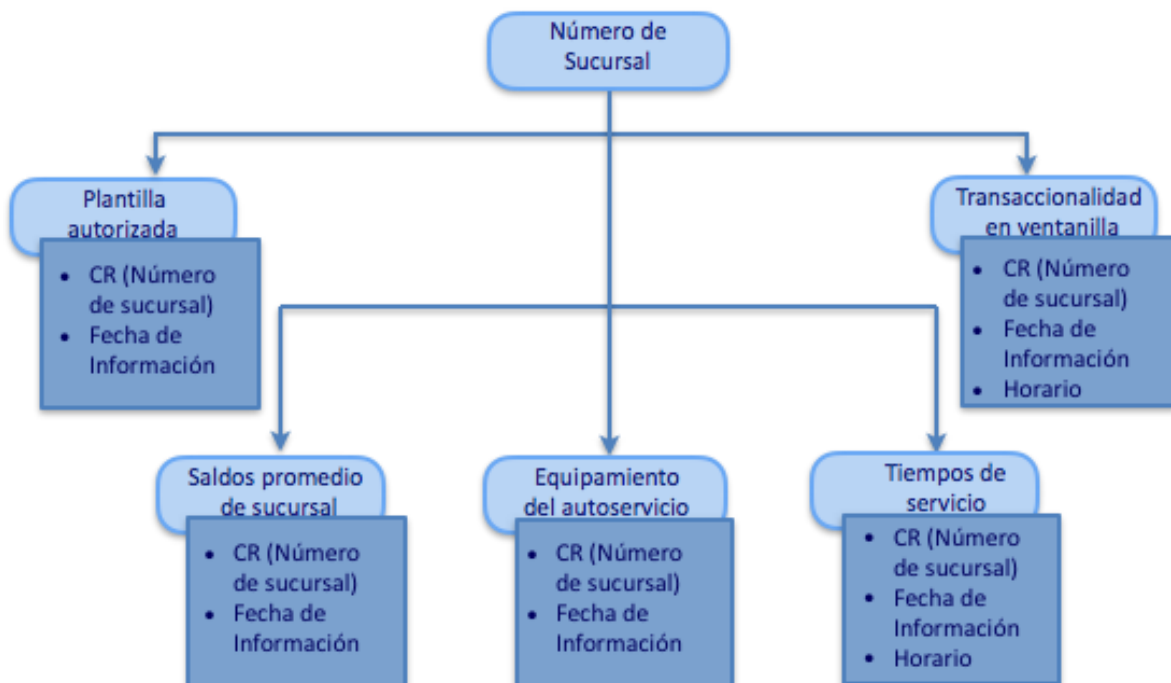 Número de
Sucursal
Plantilla
autorizada
• CR (Número
de sucursal)
• Fecha de
Información
Transaccionalidad
en ventanilla
• CR (Número
de sucursal)
• Fecha de
Información
• Horario
Saldos promedio
de sucursal
• CR (Número
de sucursal)
• Fecha de
Información
Equipamiento
del autoservicio
• CR (Número
de sucursal)
• Fecha de
Información
Tiempos de
servicio
• CR (Número
de sucursal)
• Fecha de
Información
• Horario